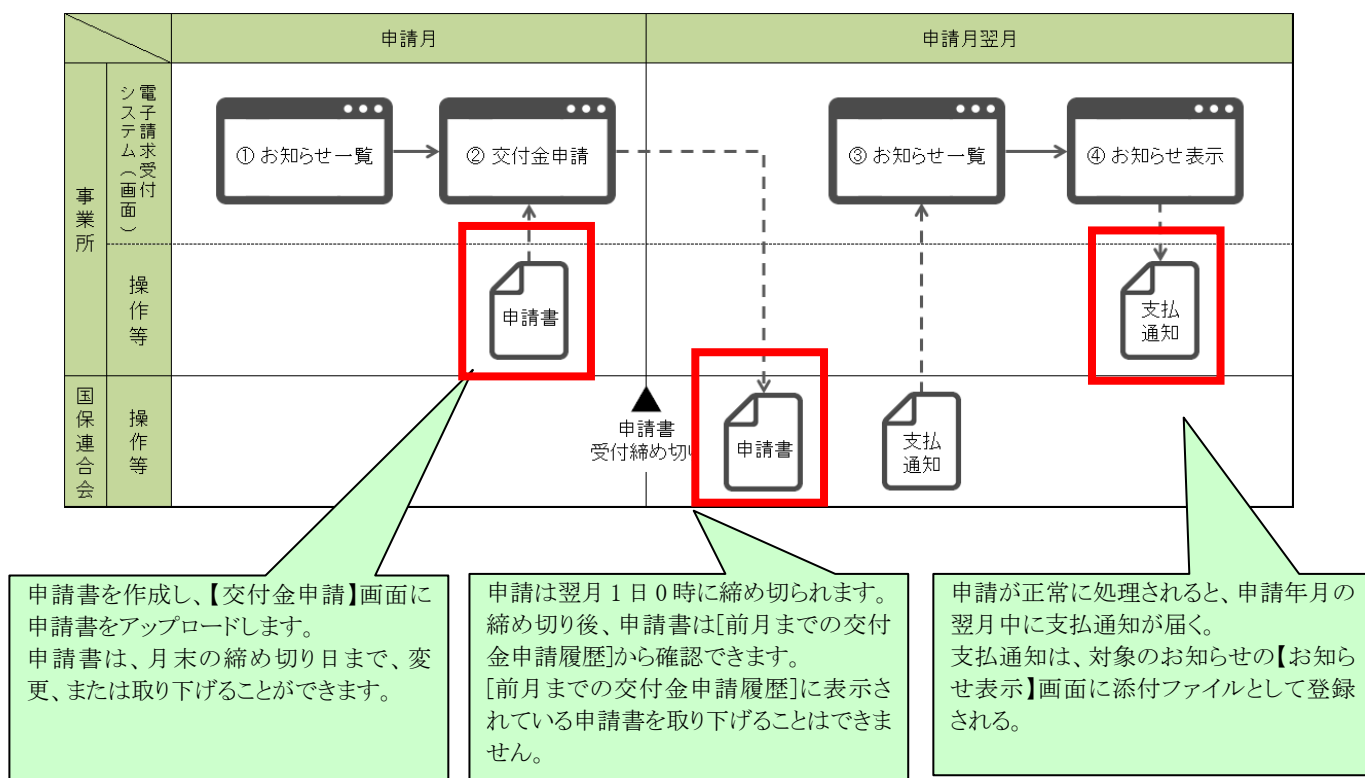 申請月
申請月翌月
事業所
電子請求受付
システム（画面）
① お知らせ一覧
② 交付金申請
③ お知らせ一覧
④ お知らせ表示
操作等
申請書
支払
通知
国保連合会
操作等
申請書
受付締め切り
申請書
支払
通知
申請書を作成し、【交付金申請】画面に
申請書をアップロードします。
申請書は、月末の締め切り日まで、変
更、または取り下げることができます。
申請は翌月１日０時に締め切られます。
締め切り後、申請書は[前月までの交付
金申請履歴]から確認できます。
[前月までの交付金申請履歴]に表示さ
れている申請書を取り下げることはできま
せん。
申請が正常に処理されると、申請年月の
翌月中に支払通知が届く。
支払通知は、対象のお知らせの【お知ら
せ表示】画面に添付ファイルとして登録
される。